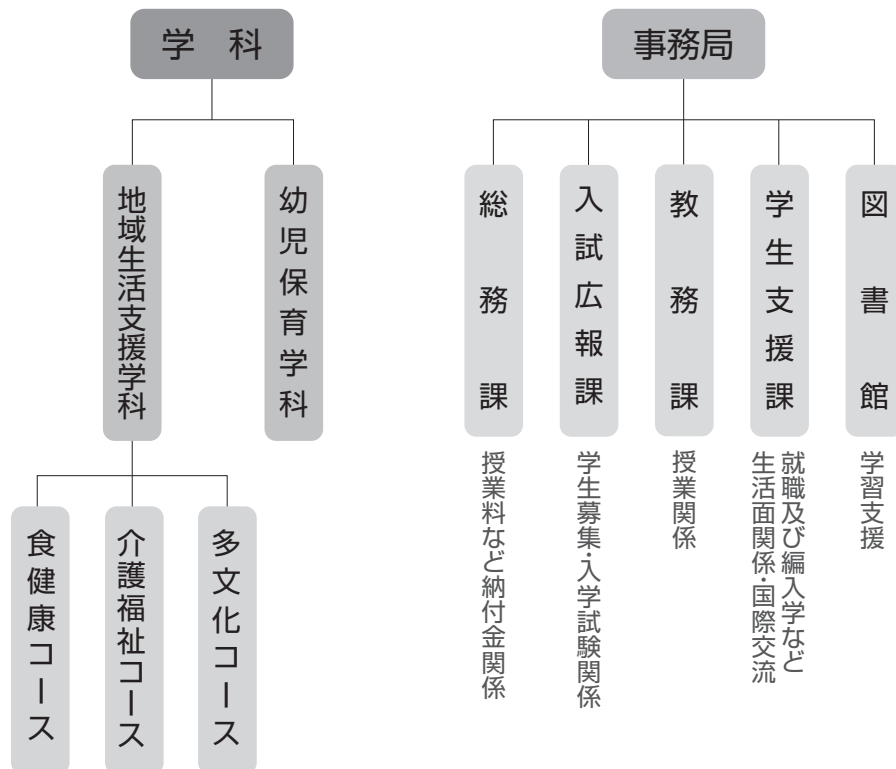 学 科
地域生活支援学科
幼児保育学科
食健康コース
介護福祉コース
多文化コース
事務局
総務課
授業料など納付金関係
入試広報課
学生募集・入学試験関係
教務課
授業関係
学生支援課
就職及び編入学など
生活面関係・国際交流
図書館
学習支援